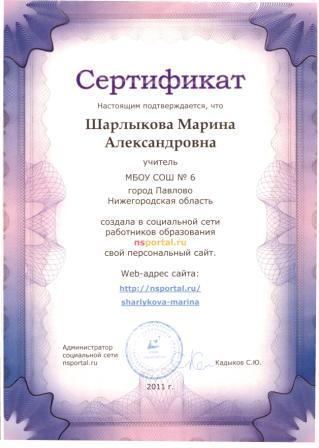 Сертификат
Настоящим подтверждается, что
Шарлыкова Марина
Александровна
учитель
МБОУ СОШ № 6
город Павлово
Нижегородская область
создала в социальной сети
работников образования
nsportal.ru
свой персональный сайт.
Web-адрес сайта:
http://nsportal.ru/
sharlykova-marina
Администратор
социальной сети
nsportal.ru
Кадыков С.Ю.
2011 г.